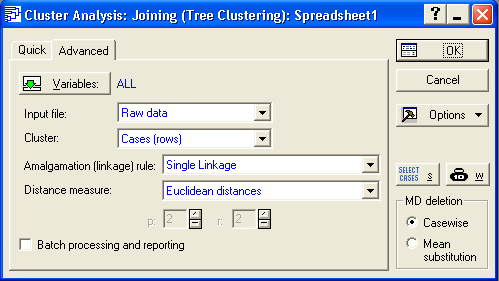 Cluster Analysis: Joining (Tree Clustering): Spreadsheet1
?
Quick Advanced
Variables: ALL
Input file: Raw data
Cluster: Cases (rows)
Amalgamation (linkage) rule: Single Linkage
Distance measure: Euclidean distances
p: 2 r: 2
Batch processing and reporting
OK
Cancel
Options
SELECT
CASES S
10 W
MD deletion
Casewise
Mean
substitution